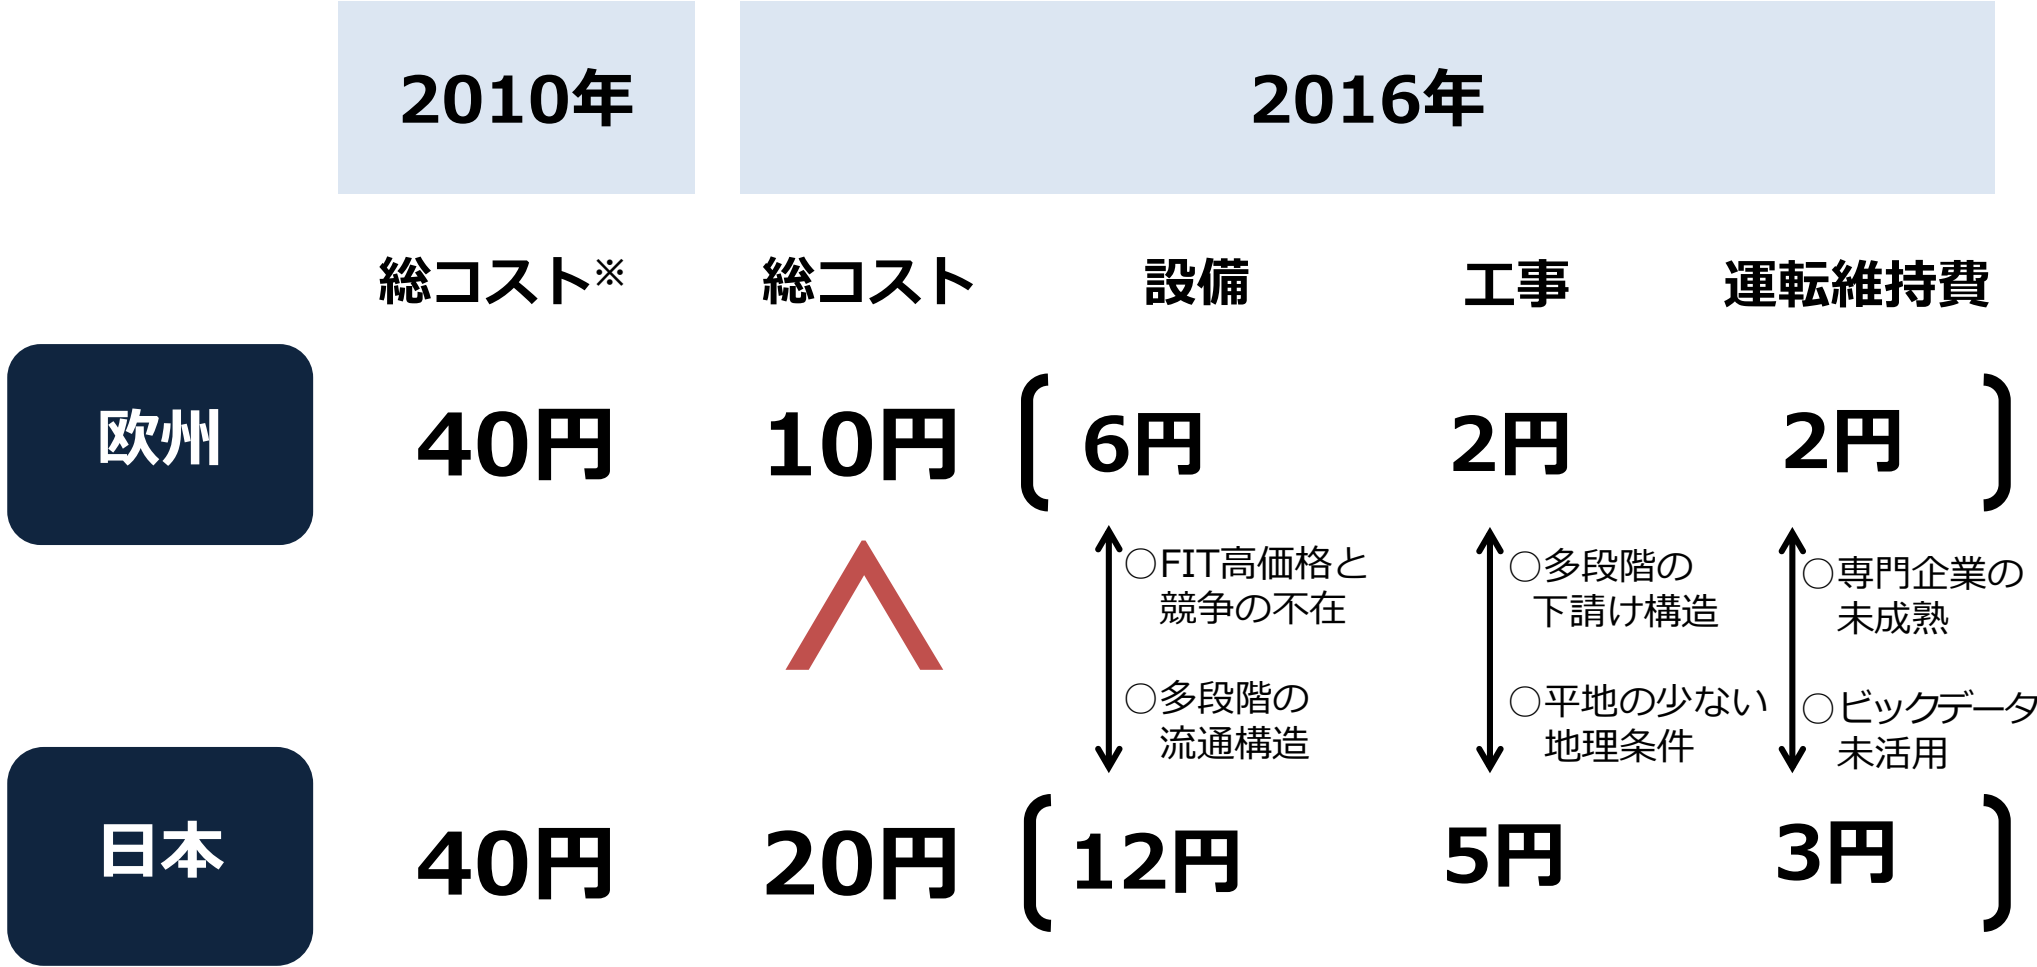 2010年
2016年
総コスト※
総コスト
設備
工事
運転維持費
欧州
40円
10円
6円
2円
2円
○FIT高価格と
競争の不在
○多段階の
流通構造
○多段階の
下請け構造
○平地の少ない
地理条件
○専門企業の
未成熟
○ビックデータ
未活用
日本
40円
20円
12円
5円
3円